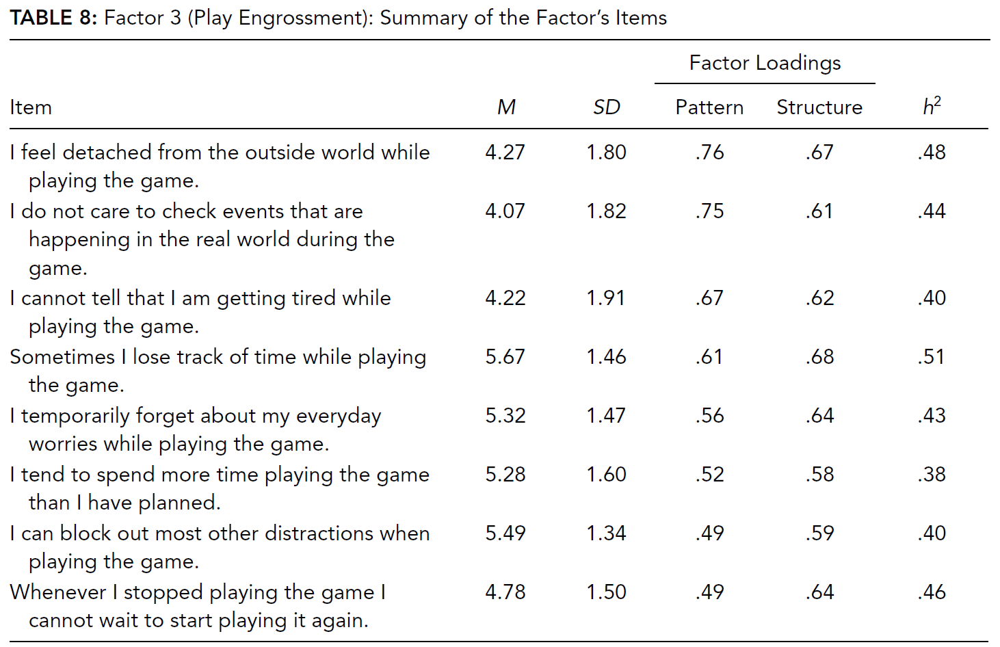 TABLE 8: Factor 3 (Play Engrossment): Summary of the Factor’s Items
Factor Loadings
Item M SD Pattern Structure h²
I feel detached from the outside world while 4.27 1.80 .76 .67 .48
playing the game.
I do not care to check events that are 4.07 1.82 .75 .61 .44
happening in the real world during the
game.
I cannot tell that I am getting tired while 4.22 1.91 .67 .62 .40
playing the game.
Sometimes I lose track of time while playing 5.67 1.46 .61 .68 .51
the game.
I temporarily forget about my everyday 5.32 1.47 .56 .64 .43
worries while playing the game.
I tend to spend more time playing the game 5.28 1.60 .52 .58 .38
than I have planned.
I can block out most other distractions when 5.49 1.34 .49 .59 .40
playing the game.
Whenever I stopped playing the game I 4.78 1.50 .49 .64 .46
cannot wait to start playing it again.